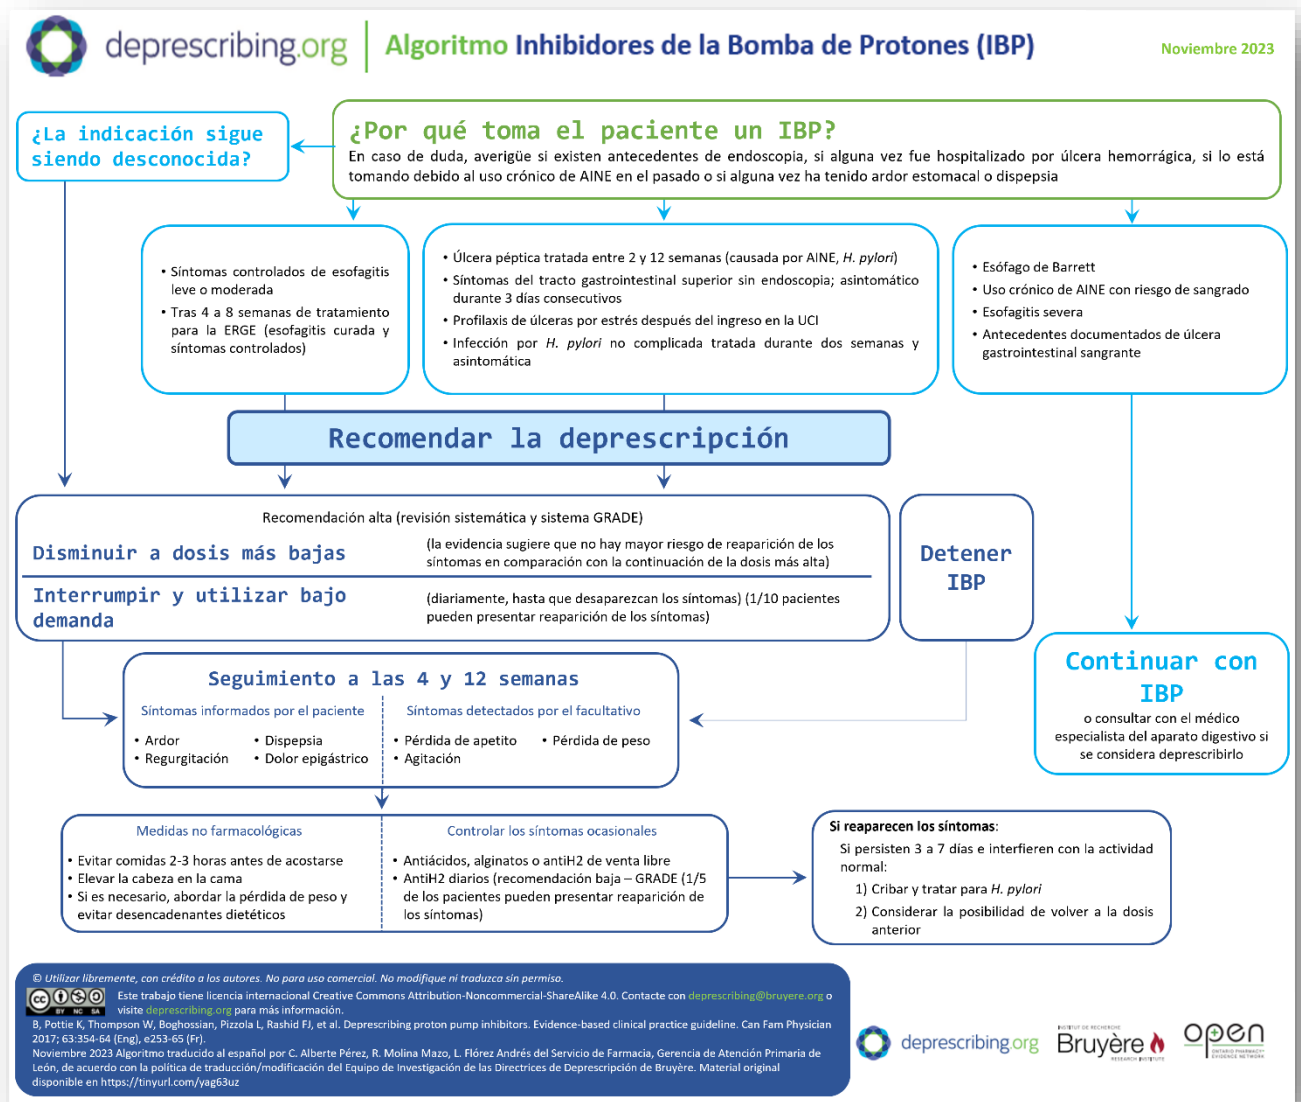 deprescribing.org
Algoritmo Inhibidores de la Bomba de Protones (IBP)
Noviembre 2023
¿La indicación sigue
siendo desconocida?
¿Por qué toma el paciente un IBP?
En caso de duda, averigüe si existen antecedentes de endoscopia, si alguna vez fue hospitalizado por úlcera hemorrágica, si lo está
tomando debido al uso crónico de AINE en el pasado o si alguna vez ha tenido ardor estomacal o dispepsia
• Síntomas controlados de esofagitis
leve o moderada
• Tras 4 a 8 semanas de tratamiento
para la ERGE (esofagitis curada y
síntomas controlados)
• Úlcera péptica tratada entre 2 y 12 semanas (causada por AINE, H. pylori)
• Síntomas del tracto gastrointestinal superior sin endoscopia; asintomático
durante 3 días consecutivos
• Profilaxis de úlceras por estrés después del ingreso en la UCI
• Infección por H. pylori no complicada tratada durante dos semanas y
asintomática
• Esófago de Barrett
• Uso crónico de AINE con riesgo de sangrado
• Esofagitis severa
• Antecedentes documentados de úlcera
gastrointestinal sangrante
Recomendar la deprescripción
Recomendación alta (revisión sistemática y sistema GRADE)
Disminuir a dosis más bajas
(la evidencia sugiere que no hay mayor riesgo de reaparición de los
síntomas en comparación con la continuación de la dosis más alta)
Interrumpir y utilizar bajo
demanda
(diariamente, hasta que desaparezcan los síntomas) (1/10 pacientes
pueden presentar reaparición de los síntomas)
Detener
IBP
Continuar con
IBP
o consultar con el médico
especialista del aparato digestivo si
se considera deprescribirlo
Seguimiento a las 4 y 12 semanas
Síntomas informados por el paciente
• Ardor
• Regurgitación
• Dispepsia
• Dolor epigástrico
Síntomas detectados por el facultativo
• Pérdida de apetito
• Agitación
• Pérdida de peso
Medidas no farmacológicas
• Evitar comidas 2-3 horas antes de acostarse
• Elevar la cabeza en la cama
• Si es necesario, abordar la pérdida de peso y
evitar desencadenantes dietéticos
Controlar los síntomas ocasionales
• Antiácidos, alginatos o antiH2 de venta libre
• AntiH2 diarios (recomendación baja – GRADE (1/5
de los pacientes pueden presentar reaparición de
los síntomas)
Si reaparecen los síntomas:
Si persisten 3 a 7 días e interfieren con la actividad
normal:
1) Cribar y tratar para H. pylori
2) Considerar la posibilidad de volver a la dosis
anterior
© Utilizar libremente, con crédito a los autores. No para uso comercial. No modifique ni traduzca sin permiso.
cc BY NC SA
Este trabajo tiene licencia internacional Creative Commons Attribution-Noncommercial-ShareAlike 4.0. Contacte con deprescribing@bruyere.org o
visite deprescribing.org para más información.
B, Pottie K, Thompson W, Boghossian, Pizzola L, Rashid FJ, et al. Deprescribing proton pump inhibitors. Evidence-based clinical practice guideline. Can Fam Physician
2017; 63:354-64 (Eng), e253-65 (Fr).
Noviembre 2023 Algoritmo traducido al español por C. Alberte Pérez, R. Molina Mazo, L. Flórez Andrés del Servicio de Farmacia, Gerencia de Atención Primaria de
León, de acuerdo con la política de traducción/modificación del Equipo de Investigación de las Directrices de Deprescripción de Bruyère. Material original
disponible en https://tinyurl.com/yag63uz
deprescribing.org
INSTITUT DE RECHERCHE
Bruyère
RESEARCH INSTITUTE
open
ONTARIO PHARMACY
EVIDENCE NETWORK